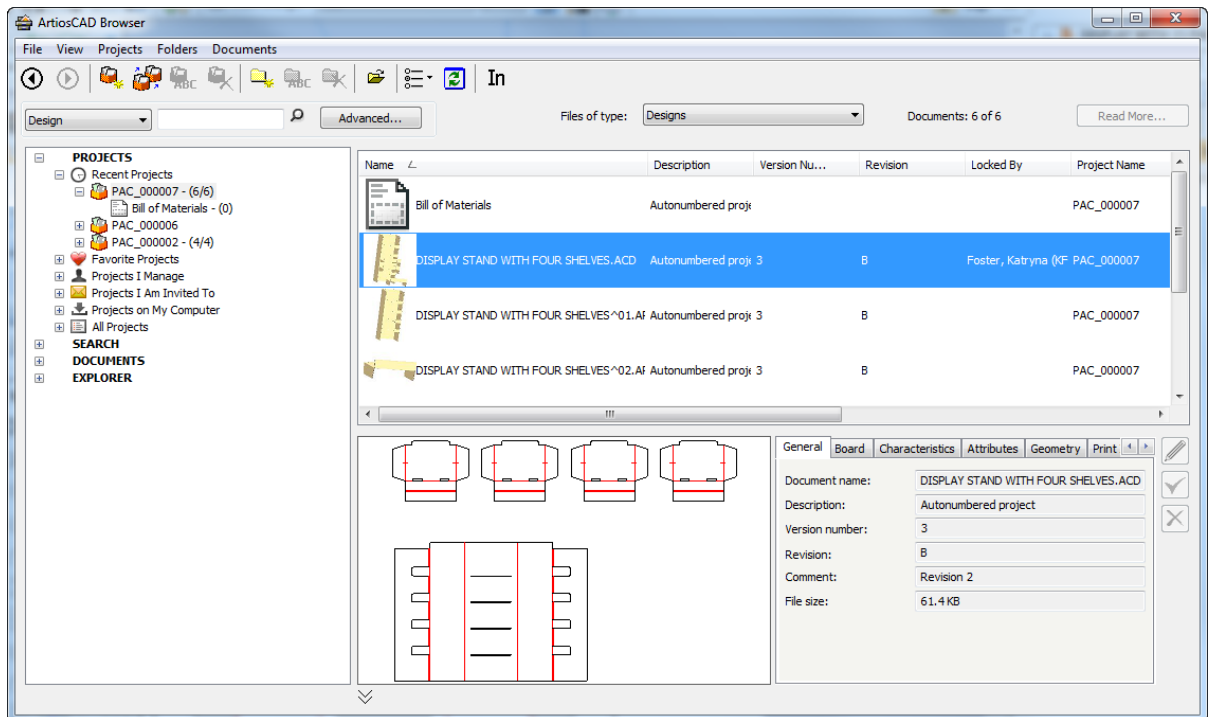 ArtiosCAD Browser
File View Projects Folders Documents
ABC ABC In
Design Advanced... Files of type: Designs Documents: 6 of 6 Read More...
PROJECTS
Recent Projects
PAC_000007 - (6/6)
Bill of Materials - (0)
PAC_000006
PAC_000002 - (4/4)
Favorite Projects
Projects I Manage
Projects I Am Invited To
Projects on My Computer
All Projects
SEARCH
DOCUMENTS
EXPLORER
Name Description Version Nu... Revision Locked By Project Name
Bill of Materials Autonumbered proje PAC_000007
DISPLAY STAND WITH FOUR SHELVES.ACD Autonumbered proje 3 B Foster, Katryna (KF PAC_000007
DISPLAY STAND WITH FOUR SHELVES^01.AF Autonumbered proje 3 B PAC_000007
DISPLAY STAND WITH FOUR SHELVES^02.AF Autonumbered proje 3 B PAC_000007
General Board Characteristics Attributes Geometry Print
Document name: DISPLAY STAND WITH FOUR SHELVES.ACD
Description: Autonumbered project
Version number: 3
Revision: B
Comment: Revision 2
File size: 61.4 KB